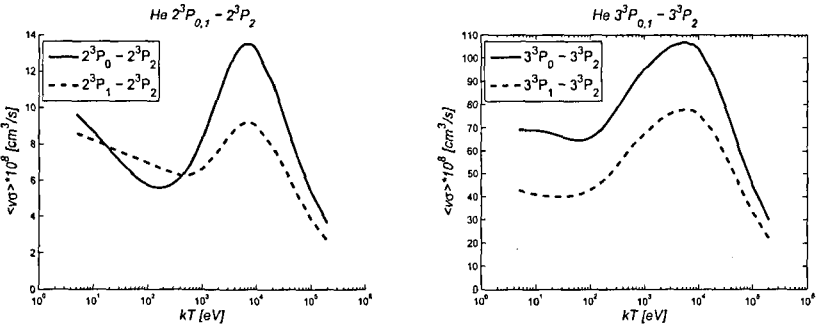 He 2³P₀,₁ – 2³P₂
14
12
10
8
6
4
2
0
<vσ>*10⁸ [cm³/s]
2³P₀ – 2³P₂
2³P₁ – 2³P₂
10⁰ 10¹ 10² 10³ 10⁴ 10⁵ 10⁶
kT [eV]
He 3³P₀,₁ – 3³P₂
110
100
90
80
70
60
50
40
30
20
10
0
<vσ>*10⁸ [cm³/s]
3³P₀ – 3³P₂
3³P₁ – 3³P₂
10⁰ 10¹ 10² 10³ 10⁴ 10⁵ 10⁶
kT [eV]